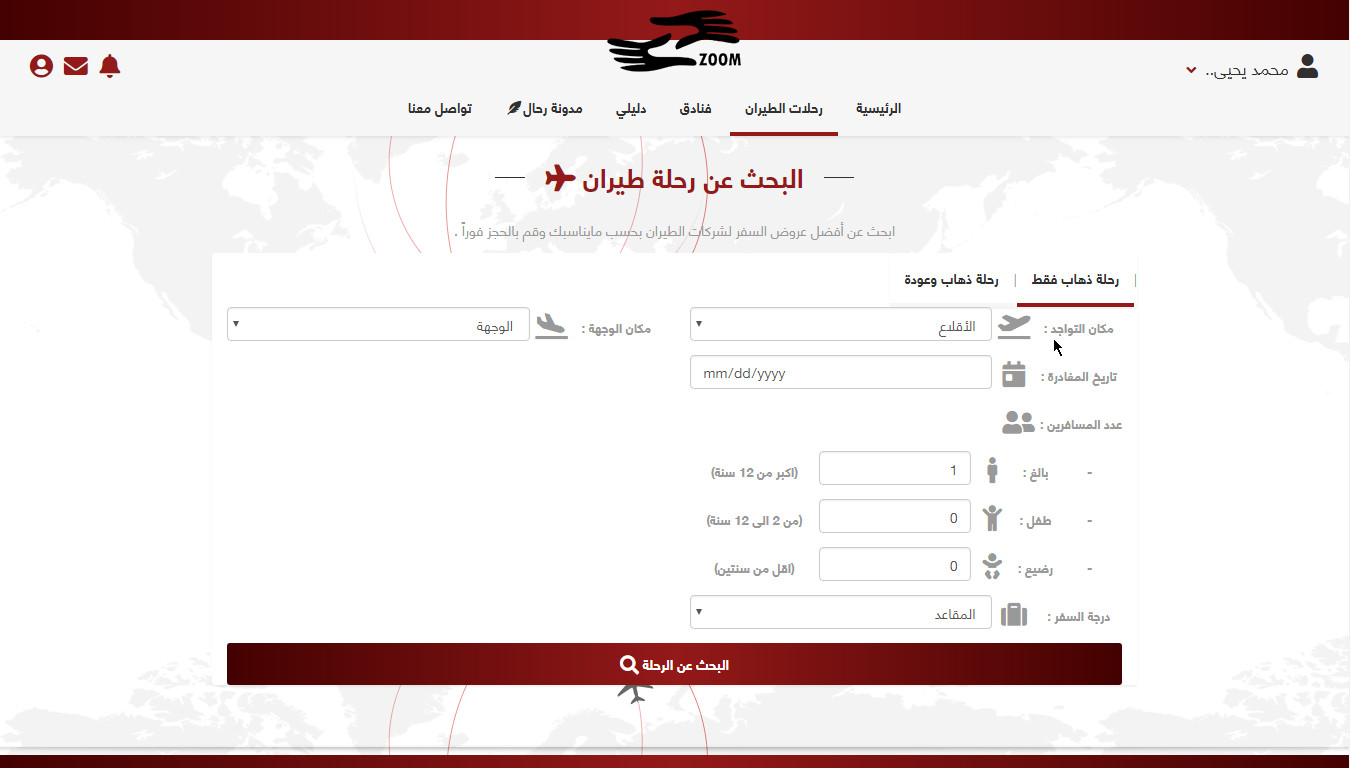 ZOOM
محمد يحيى..
الرئيسية
رحلات الطيران
فنادق
دليلي
مدونة رحال
تواصل معنا
البحث عن رحلة طيران
ابحث عن أفضل عروض السفر لشركات الطيران بحسب مايناسبك وقم بالحجز فوراً .
| رحلة ذهاب فقط | رحلة ذهاب وعودة
مكان التواجد : الأقلاع
مكان الوجهة : الوجهة
تاريخ المغادرة : mm/dd/yyyy
عدد المسافرين :
- بالغ : 1 (اكبر من 12 سنة)
- طفل : 0 (من 2 الى 12 سنة)
- رضيع : 0 (اقل من سنتين)
درجة السفر : المقاعد
البحث عن الرحلة